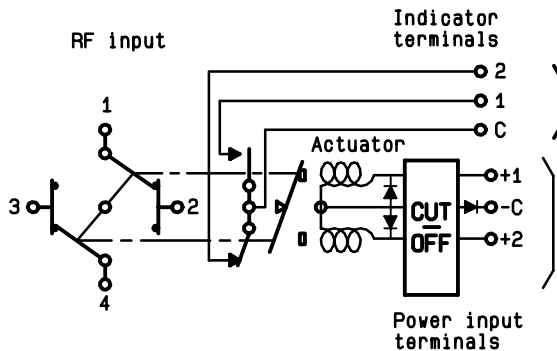 Indicator
terminals
RF input
2
1
C
1
Actuator
3
2
+1
-C
+2
CUT
OFF
4
Power input
terminals